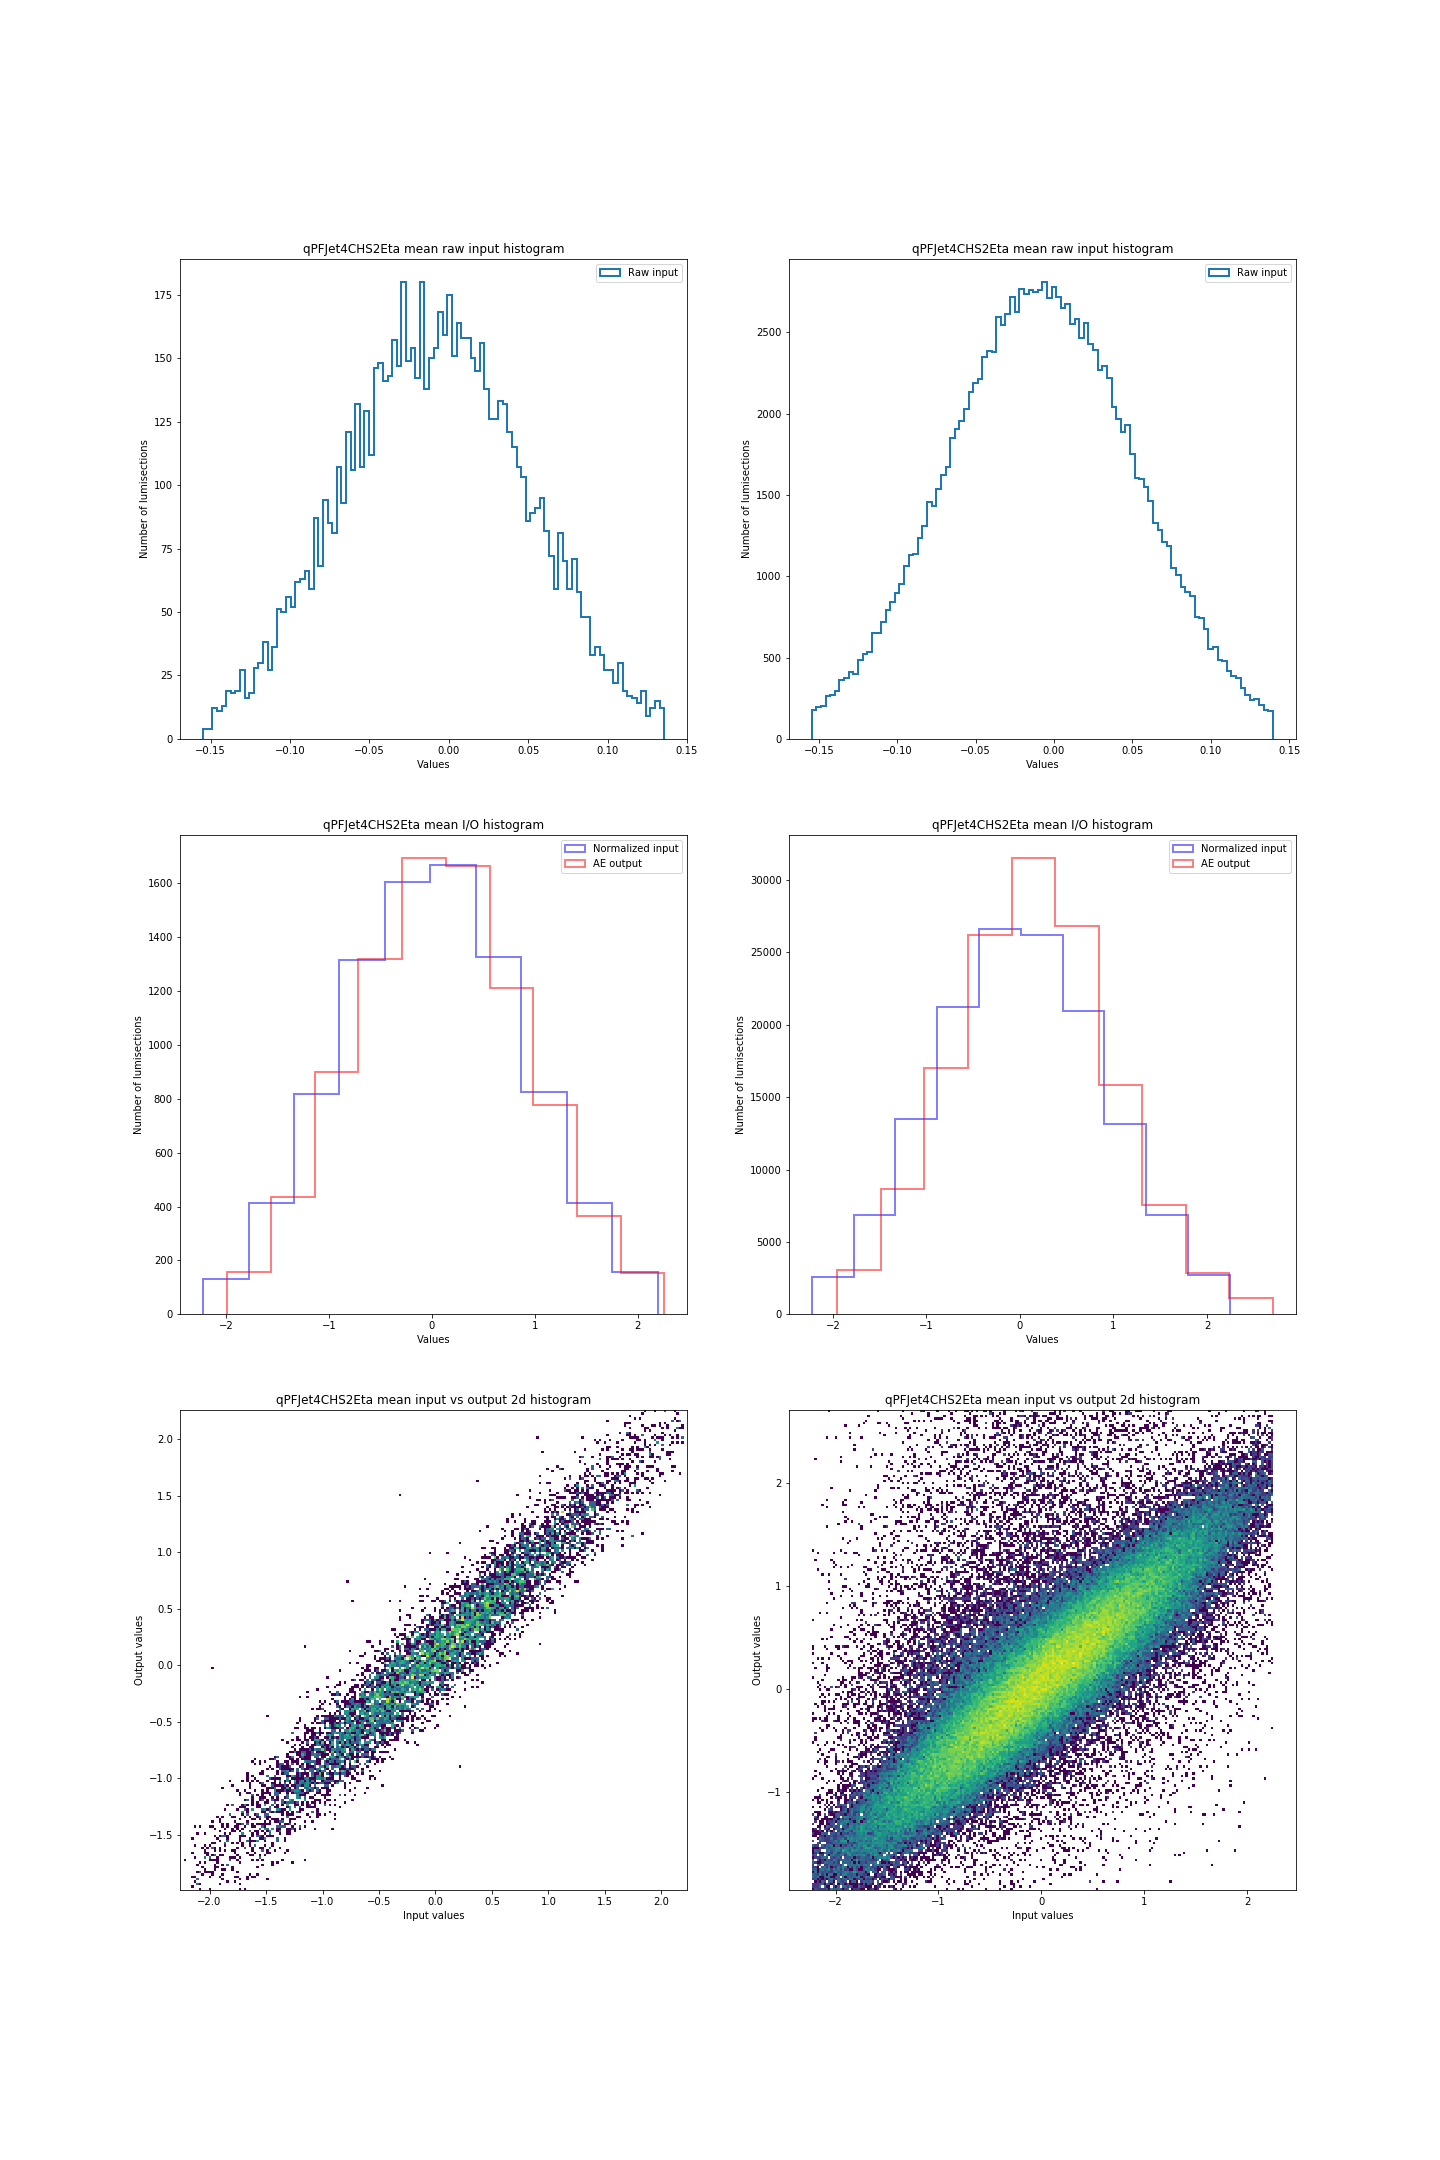 qPFJet4CHS2Eta mean raw input histogram
Raw input
175
150
125
100
75
50
25
0
Number of lumisections
−0.15 −0.10 −0.05 0.00 0.05 0.10 0.15
Values
qPFJet4CHS2Eta mean raw input histogram
Raw input
2500
2000
1500
1000
500
0
Number of lumisections
−0.15 −0.10 −0.05 0.00 0.05 0.10 0.15
Values
qPFJet4CHS2Eta mean I/O histogram
Normalized input
AE output
1600
1400
1200
1000
800
600
400
200
0
Number of lumisections
−2 −1 0 1 2
Values
qPFJet4CHS2Eta mean I/O histogram
Normalized input
AE output
30000
25000
20000
15000
10000
5000
0
Number of lumisections
−2 −1 0 1 2
Values
qPFJet4CHS2Eta mean input vs output 2d histogram
2.0
1.5
1.0
0.5
0.0
−0.5
−1.0
−1.5
Output values
−2.0 −1.5 −1.0 −0.5 0.0 0.5 1.0 1.5 2.0
Input values
qPFJet4CHS2Eta mean input vs output 2d histogram
2
1
0
−1
Output values
−2 −1 0 1 2
Input values